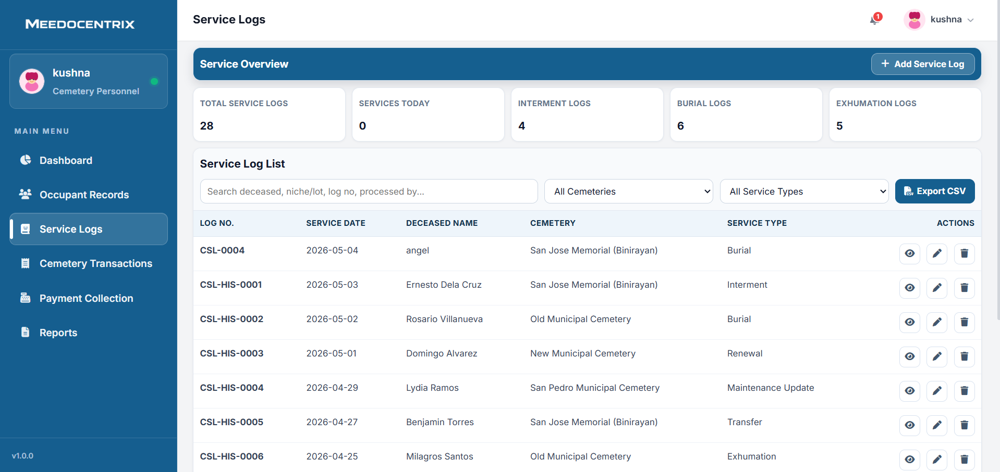 MEEDOCENTRIX
kushna
Cemetery Personnel
MAIN MENU
Dashboard
Occupant Records
Service Logs
Cemetery Transactions
Payment Collection
Reports
v1.0.0
Service Logs
1
kushna
Service Overview
+ Add Service Log
TOTAL SERVICE LOGS
28
SERVICES TODAY
0
INTERMENT LOGS
4
BURIAL LOGS
6
EXHUMATION LOGS
5
Service Log List
Search deceased, niche/lot, log no, processed by...
All Cemeteries
All Service Types
CSV Export CSV
LOG NO. SERVICE DATE DECEASED NAME CEMETERY SERVICE TYPE ACTIONS
CSL-0004 2026-05-04 angel San Jose Memorial (Binirayan) Burial
CSL-HIS-0001 2026-05-03 Ernesto Dela Cruz San Jose Memorial (Binirayan) Interment
CSL-HIS-0002 2026-05-02 Rosario Villanueva Old Municipal Cemetery Burial
CSL-HIS-0003 2026-05-01 Domingo Alvarez New Municipal Cemetery Renewal
CSL-HIS-0004 2026-04-29 Lydia Ramos San Pedro Municipal Cemetery Maintenance Update
CSL-HIS-0005 2026-04-27 Benjamin Torres San Jose Memorial (Binirayan) Transfer
CSL-HIS-0006 2026-04-25 Milagros Santos Old Municipal Cemetery Exhumation